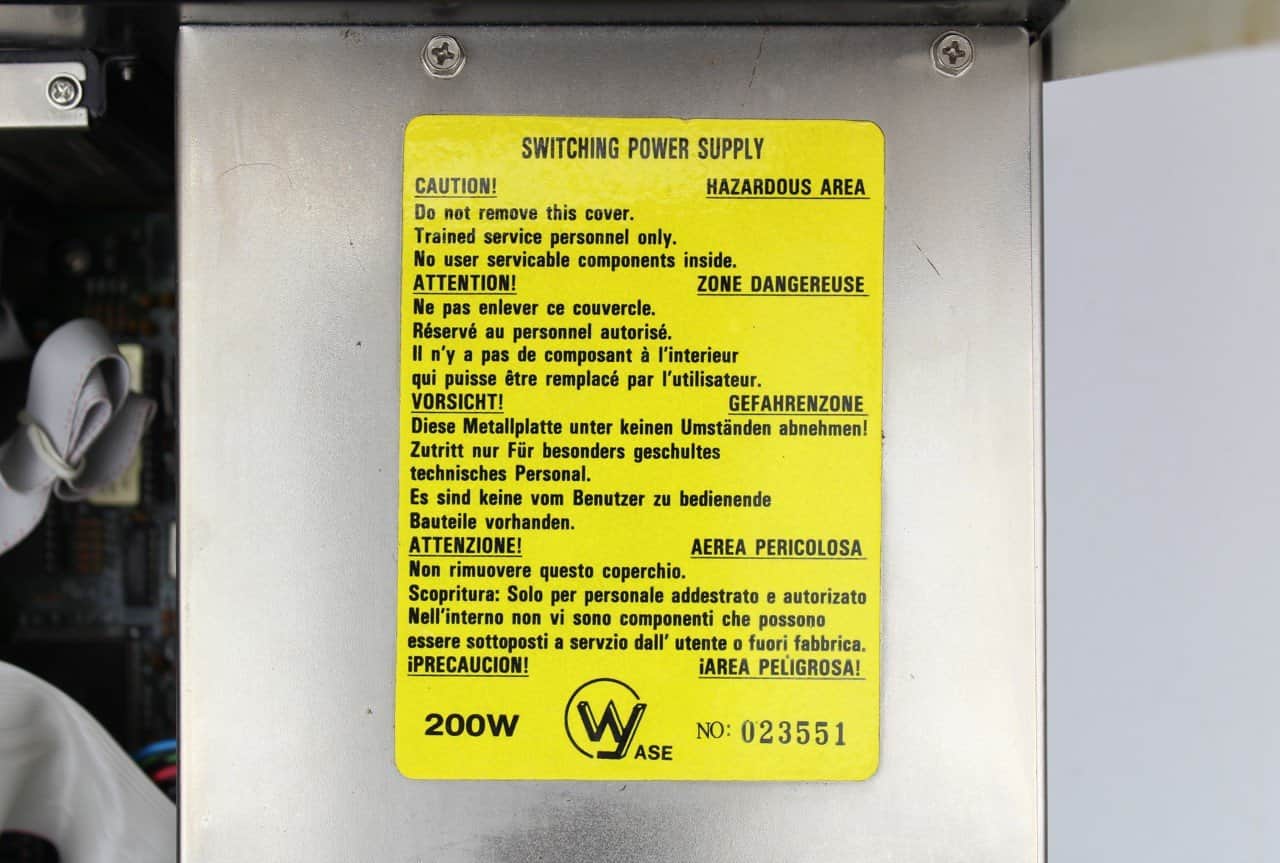 SWITCHING POWER SUPPLY
CAUTION! HAZARDOUS AREA
Do not remove this cover.
Trained service personnel only.
No user servicable components inside.
ATTENTION! ZONE DANGEREUSE
Ne pas enlever ce couvercle.
Réservé au personnel autorisé.
Il n'y a pas de composant à l'interieur
qui puisse être remplacé par l'utilisateur.
VORSICHT! GEFAHRENZONE
Diese Metallplatte unter keinen Umständen abnehmen!
Zutritt nur Für besonders geschultes
technisches Personal.
Es sind keine vom Benutzer zu bedienende
Bauteile vorhanden.
ATTENZIONE! AEREA PERICOLOSA
Non rimuovere questo coperchio.
Scopritura: Solo per personale addestrato e autorizato
Nell'interno non vi sono componenti che possono
essere sottoposti a servzio dall' utente o fuori fabbrica.
¡PRECAUCION! ¡AREA PELIGROSA!
200W Wy ASE NO: 023551